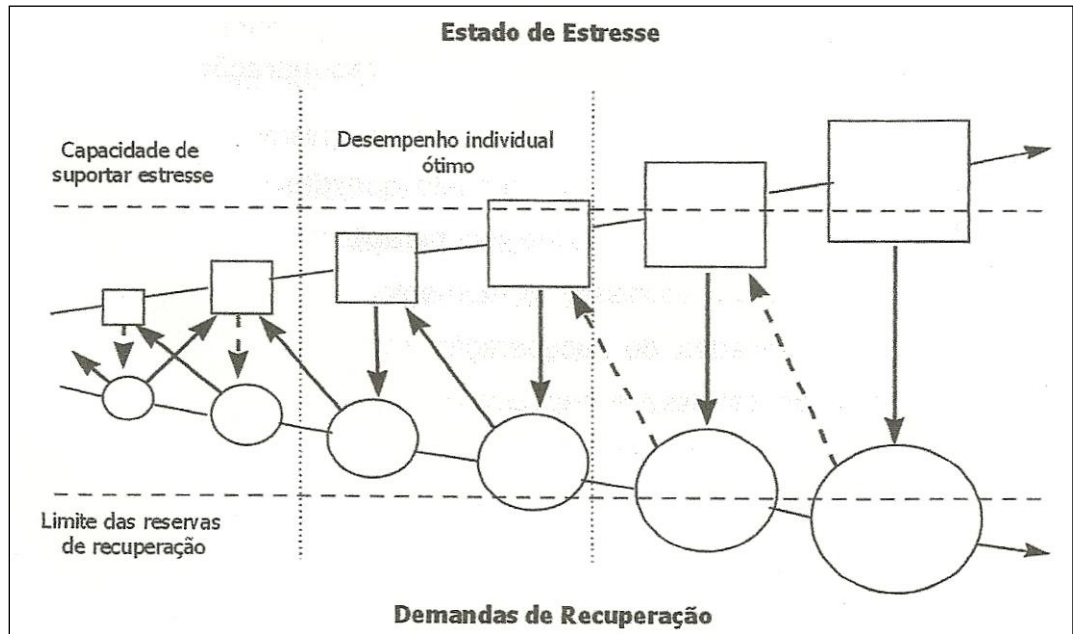 Estado de Estresse
Capacidade de
suportar estresse
Desempenho individual
ótimo
Limite das reservas
de recuperação
Demandas de Recuperação